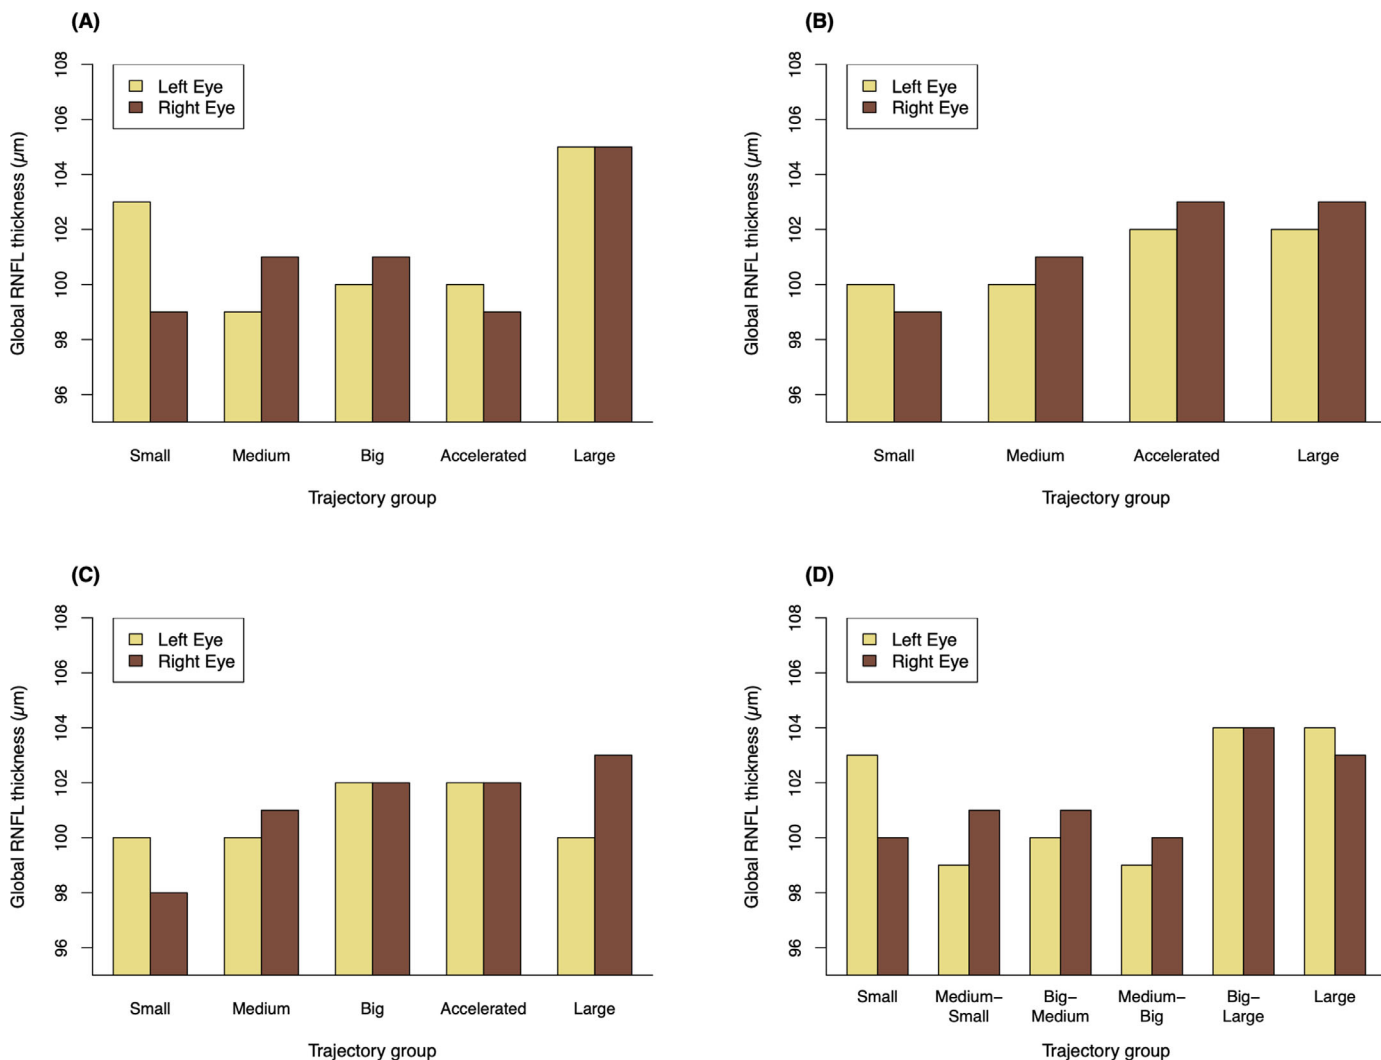 (A)
Global RNFL thickness (µm)
108
106
104
102
100
98
96
Left Eye
Right Eye
Small Medium Big Accelerated Large
Trajectory group
(B)
Global RNFL thickness (µm)
108
106
104
102
100
98
96
Left Eye
Right Eye
Small Medium Accelerated Large
Trajectory group
(C)
Global RNFL thickness (µm)
108
106
104
102
100
98
96
Left Eye
Right Eye
Small Medium Big Accelerated Large
Trajectory group
(D)
Global RNFL thickness (µm)
108
106
104
102
100
98
96
Left Eye
Right Eye
Small Medium– Big– Medium– Big– Large
Small Medium Big Large
Trajectory group